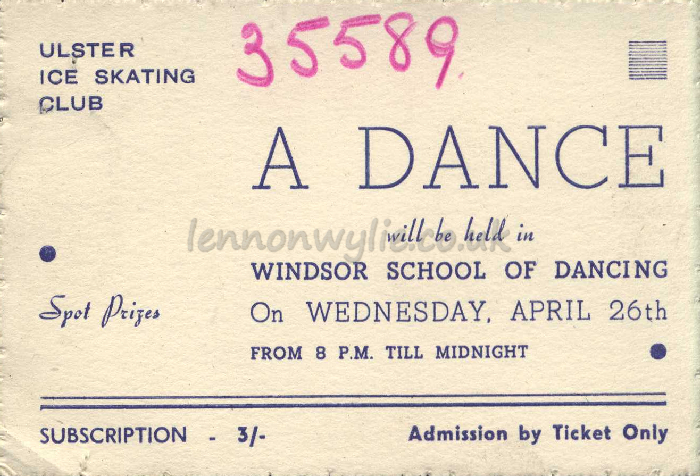 ULSTER
ICE SKATING
CLUB
35589
A DANCE
will be held in
lennonwylie.co.uk
WINDSOR SCHOOL OF DANCING
Spot Prizes
On WEDNESDAY, APRIL 26th
FROM 8 P.M. TILL MIDNIGHT
SUBSCRIPTION - 3/-
Admission by Ticket Only